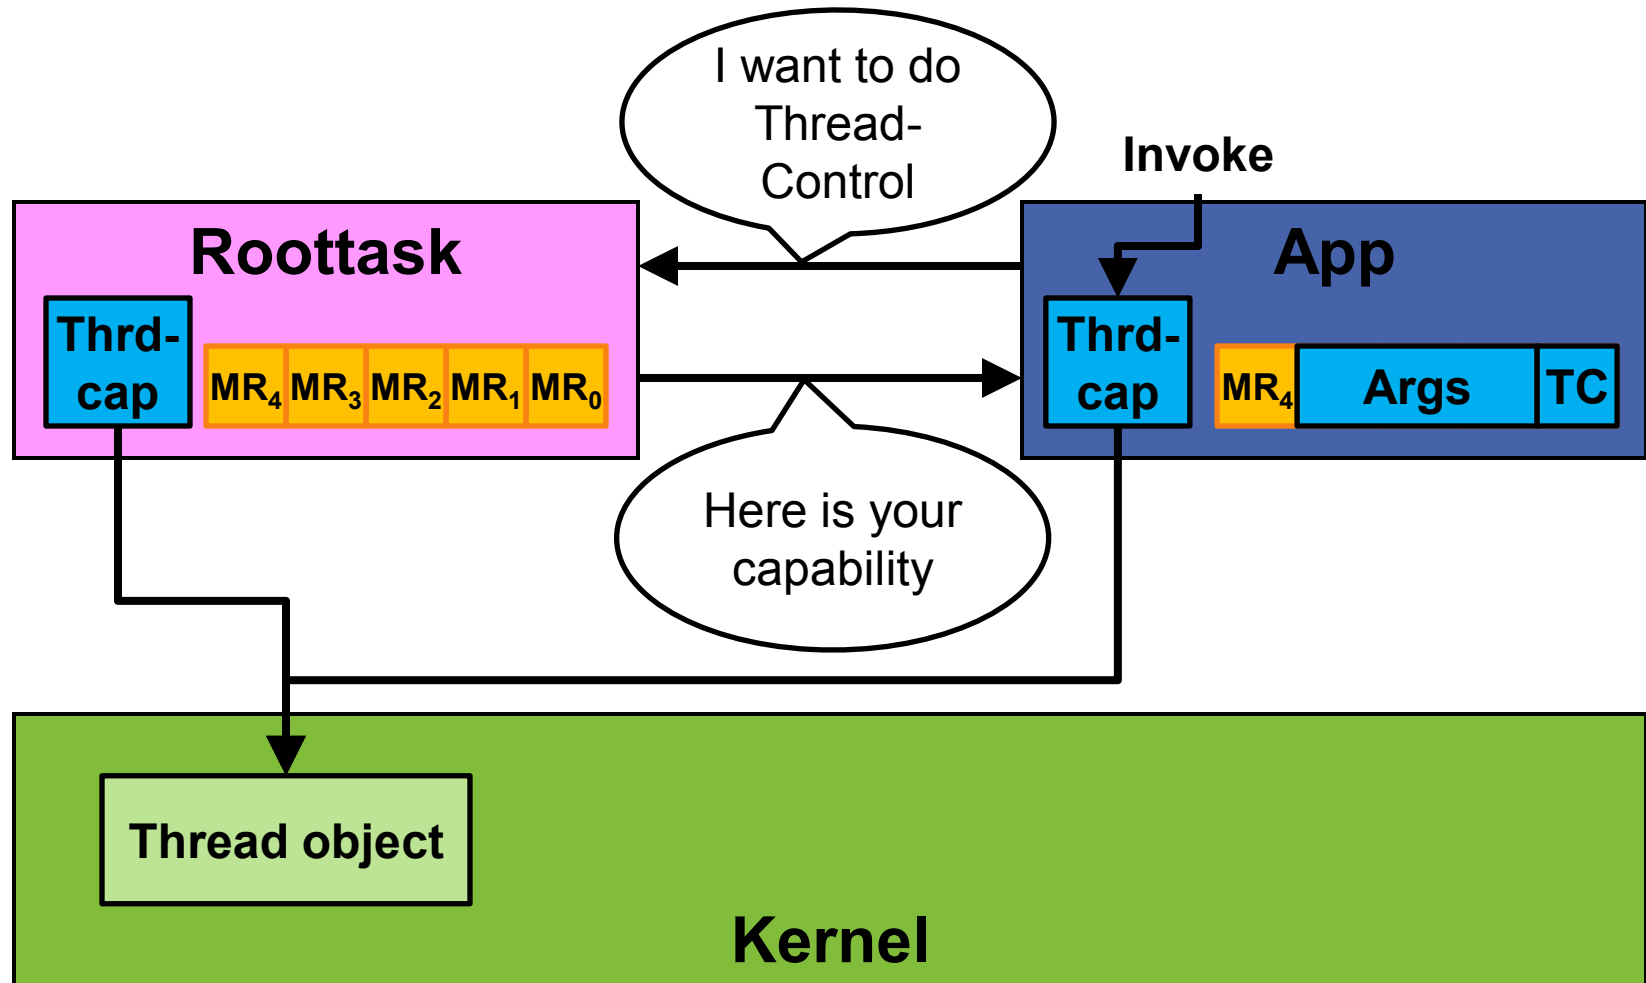 I want to do
Thread-
Control
Invoke
Roottask
App
Thrd-
cap
MR₄ MR₃ MR₂ MR₁ MR₀
Thrd-
cap
MR₄ Args TC
Here is your
capability
Thread object
Kernel